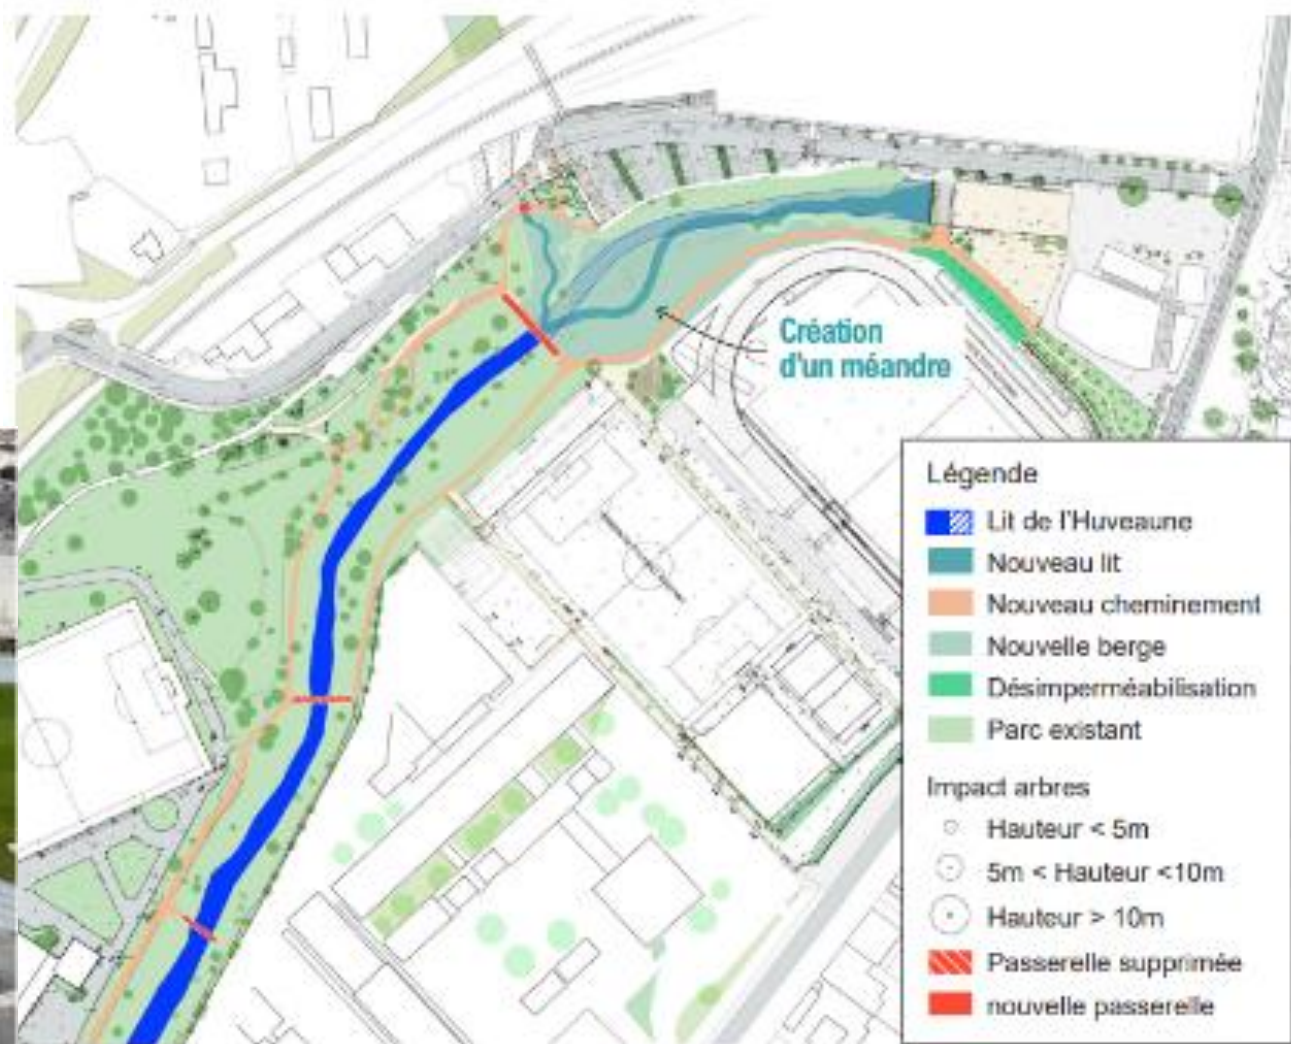 Création
d'un méandre
Légende
Lit de l'Huveaune
Nouveau lit
Nouveau cheminement
Nouvelle berge
Désimperméabilisation
Parc existant
Impact arbres
Hauteur < 5m
5m < Hauteur <10m
Hauteur > 10m
Passerelle supprimée
nouvelle passerelle